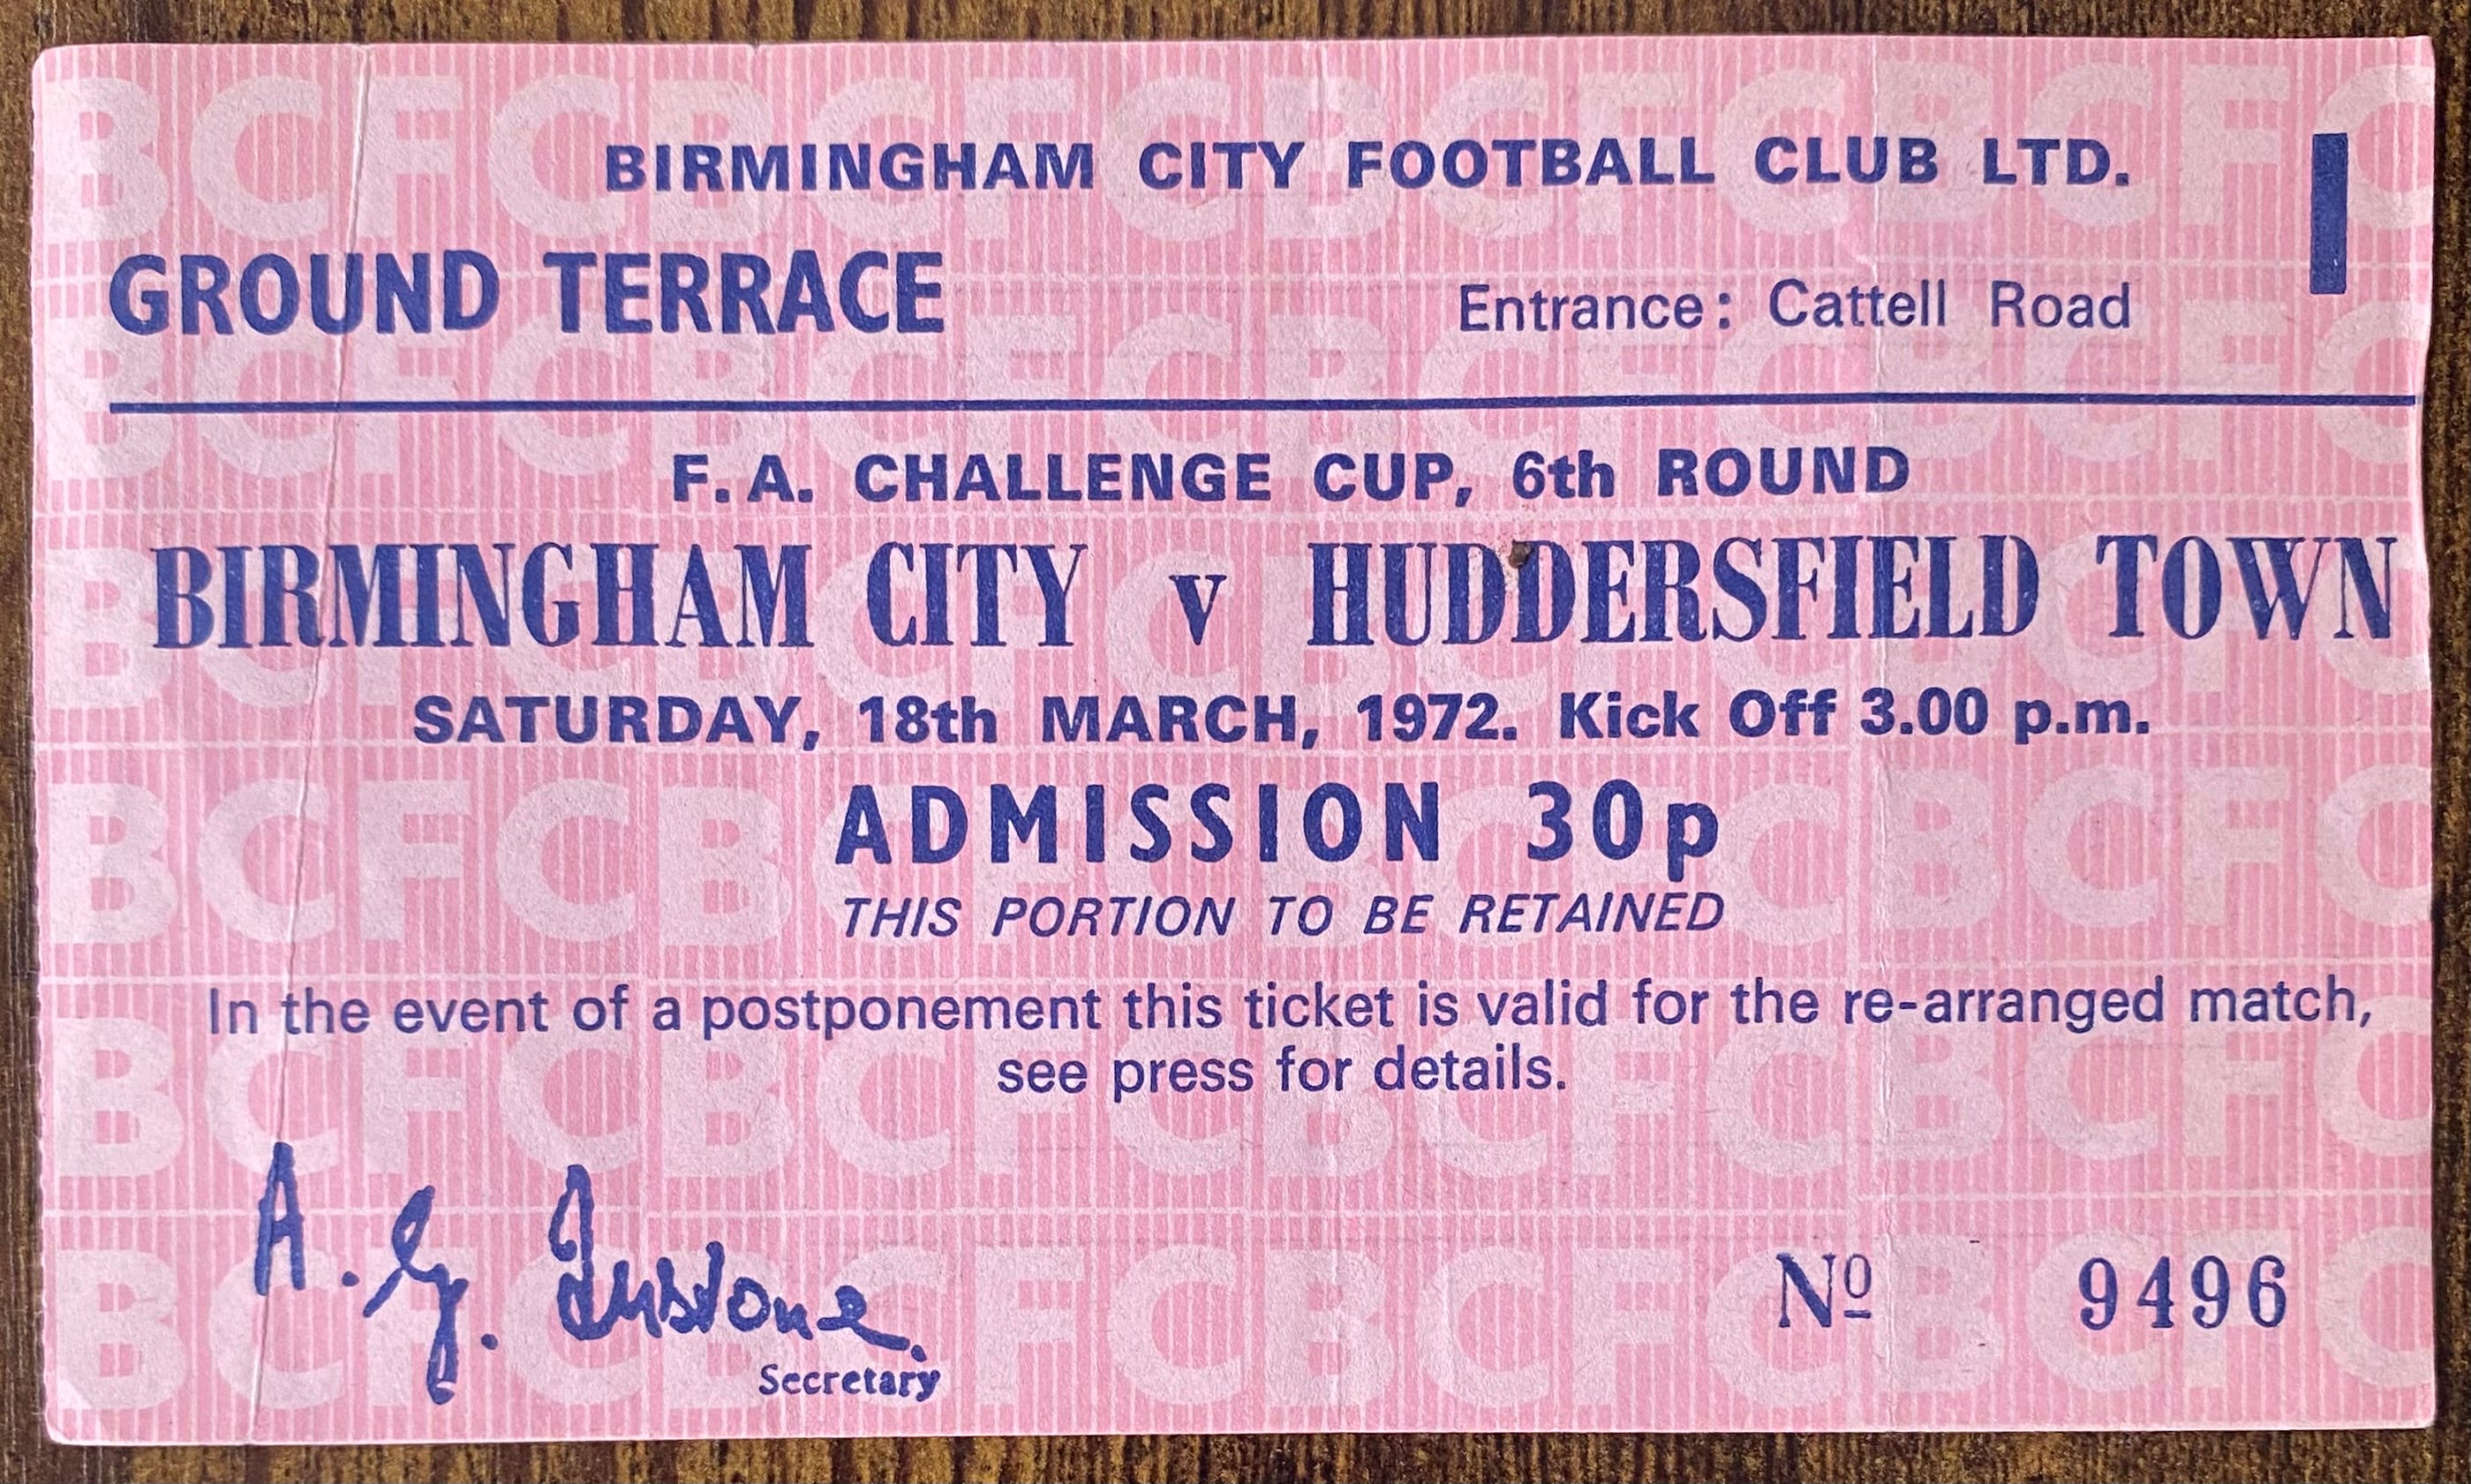 BIRMINGHAM CITY FOOTBALL CLUB LTD.
GROUND TERRACE
Entrance: Cattell Road
F.A. CHALLENGE CUP, 6th ROUND
BIRMINGHAM CITY v HUDDERSFIELD TOWN
SATURDAY, 18th MARCH, 1972. Kick Off 3.00 p.m.
ADMISSION 30p
THIS PORTION TO BE RETAINED
In the event of a postponement this ticket is valid for the re-arranged match,
see press for details.
A. G.
Secretary
Nº 9496